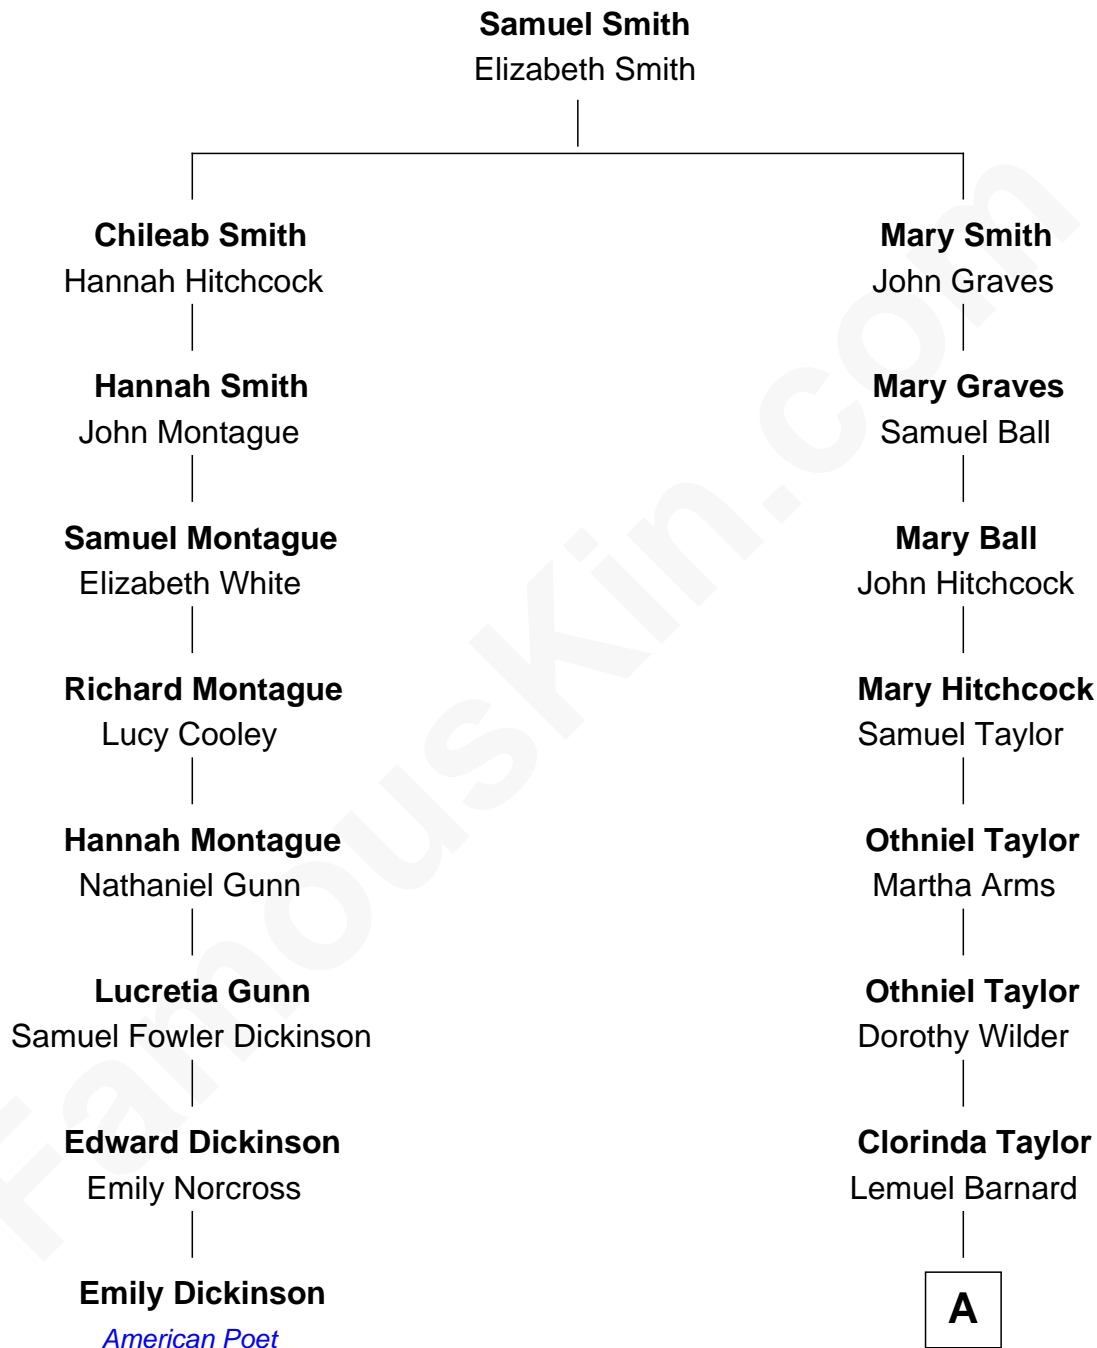 Samuel Smith
Elizabeth Smith
Chileab Smith
Hannah Hitchcock
Mary Smith
John Graves
Hannah Smith
John Montague
Mary Graves
Samuel Ball
Samuel Montague
Elizabeth White
Mary Ball
John Hitchcock
Richard Montague
Lucy Cooley
Mary Hitchcock
Samuel Taylor
Hannah Montague
Nathaniel Gunn
Othniel Taylor
Martha Arms
Lucretia Gunn
Samuel Fowler Dickinson
Othniel Taylor
Dorothy Wilder
Edward Dickinson
Emily Norcross
Clorinda Taylor
Lemuel Barnard
Emily Dickinson
American Poet
A
FamousKin.com